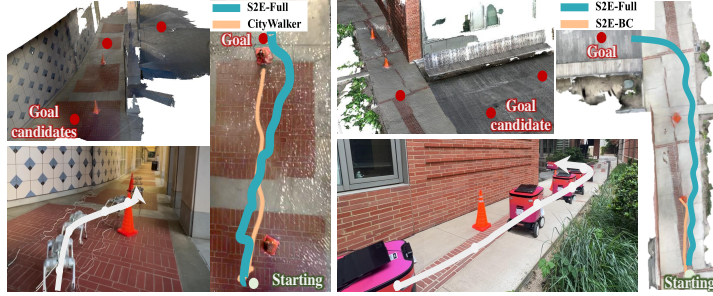 S2E-Full
CityWalker
Goal
Goal
candidates
Starting
S2E-Full
S2E-BC
Goal
Goal
candidate
Starting